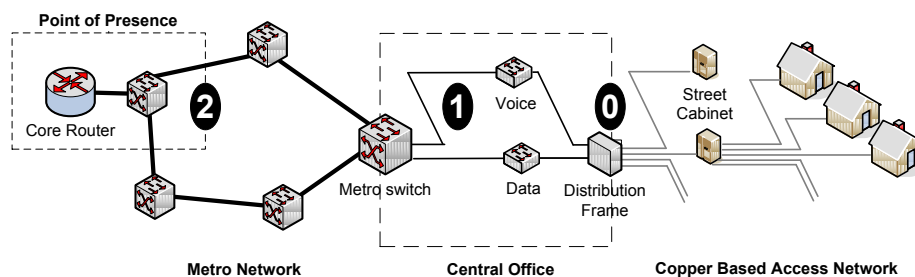 Point of Presence
Core Router
2
Metro switch
1
Voice
Data
0
Distribution
Frame
Street
Cabinet
Metro Network
Central Office
Copper Based Access Network